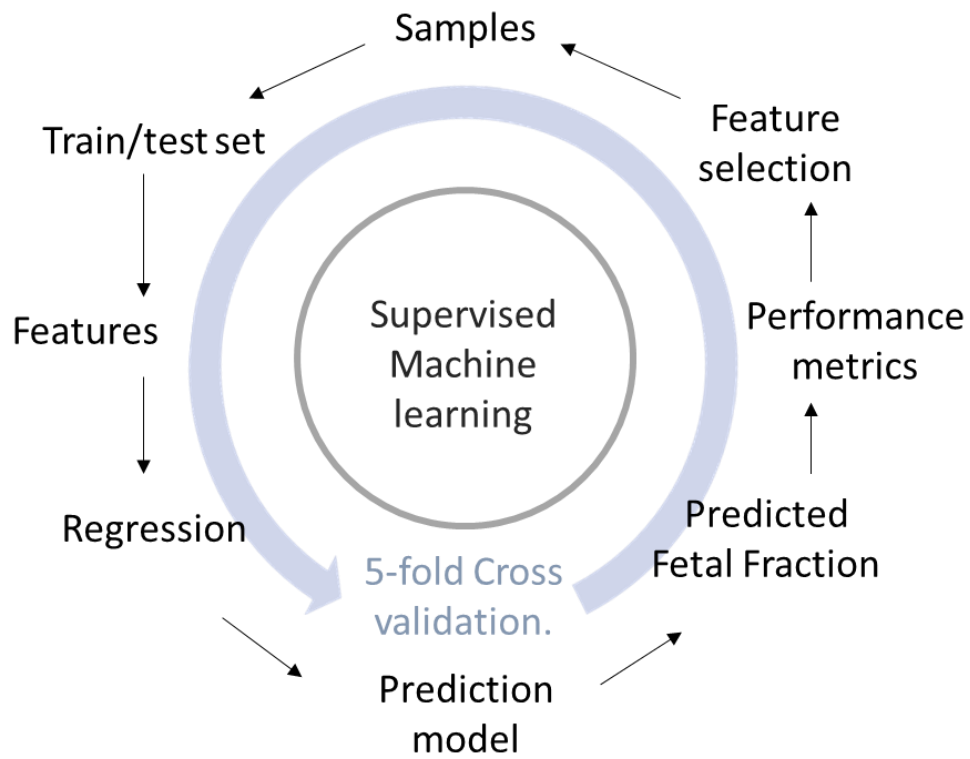 Samples
Train/test set
Feature
selection
Features
Supervised
Machine
learning
Performance
metrics
Regression
Predicted
Fetal Fraction
5-fold Cross
validation.
Prediction
model